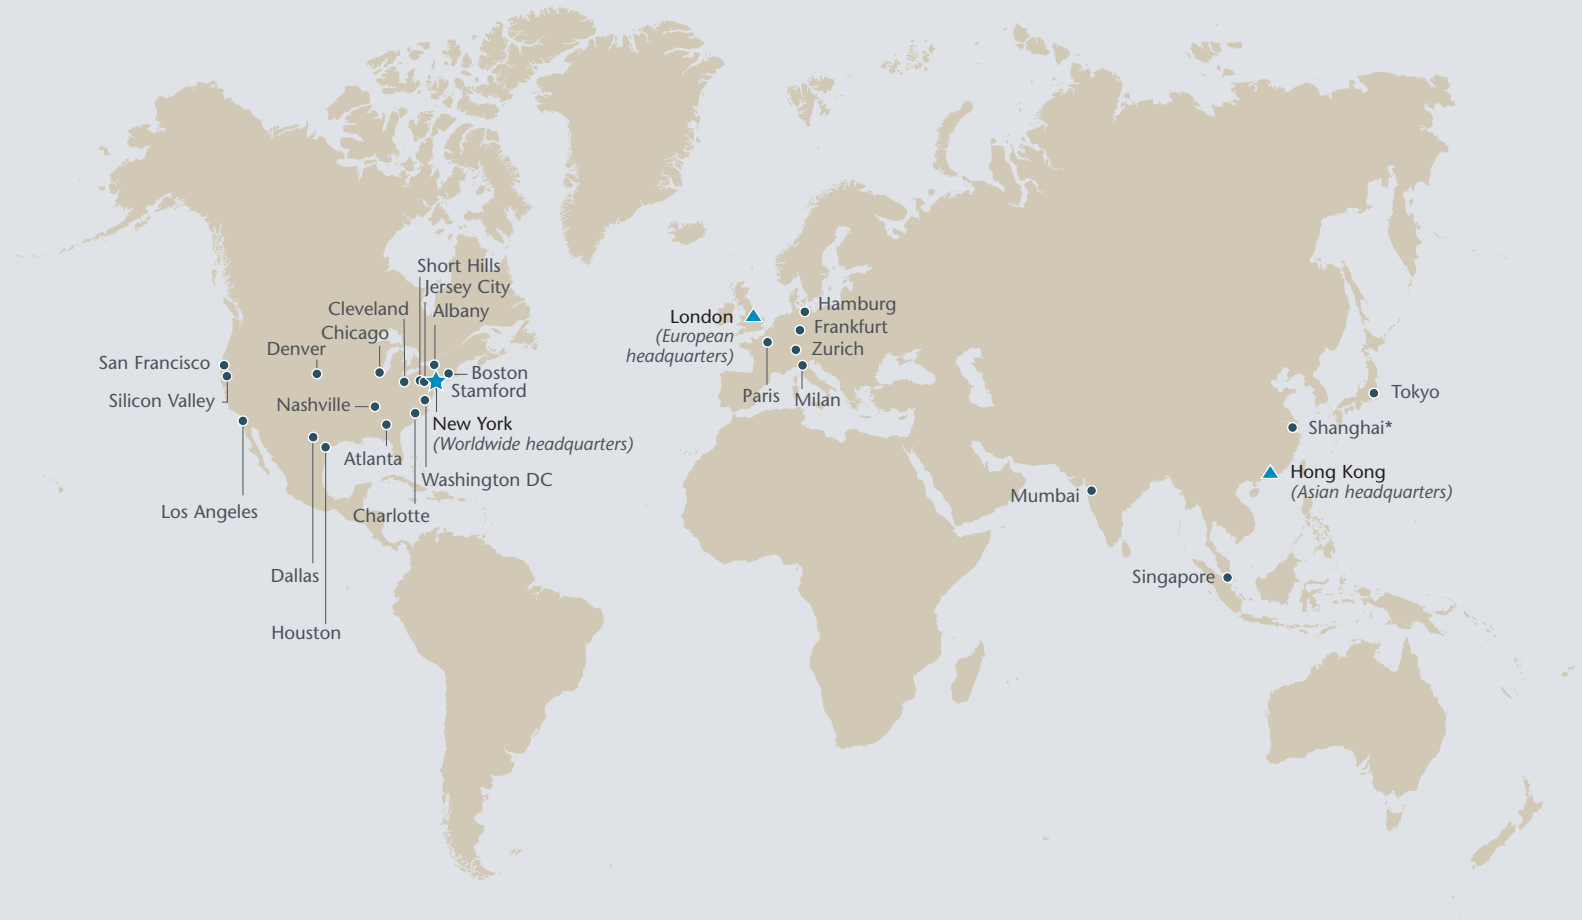 Short Hills
Jersey City
Cleveland
Albany
Chicago
Denver
San Francisco
Boston
Stamford
Silicon Valley
Nashville
New York
(Worldwide headquarters)
Atlanta
Washington DC
Los Angeles
Charlotte
Dallas
Houston
London
(European
headquarters)
Hamburg
Frankfurt
Zurich
Paris
Milan
Tokyo
Shanghai*
Hong Kong
(Asian headquarters)
Mumbai
Singapore